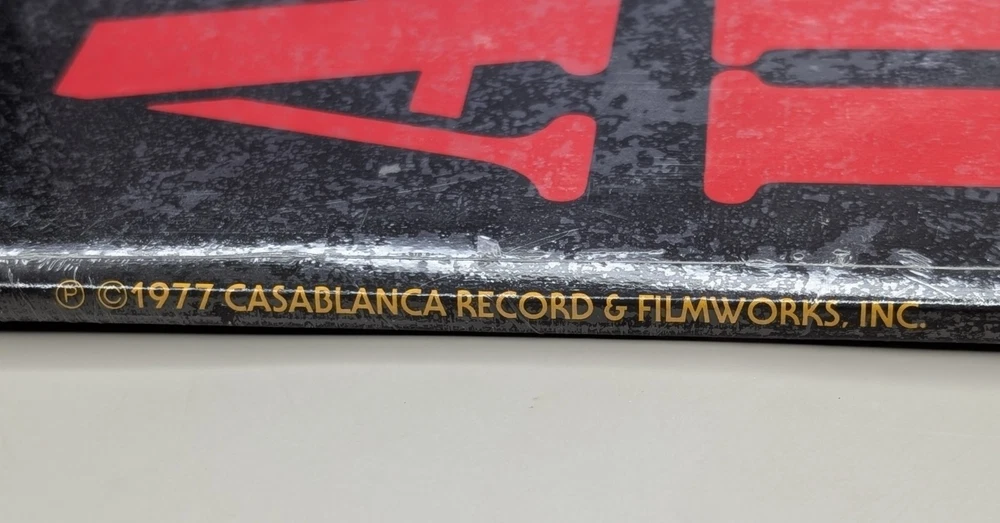 Ⓟ ©1977 CASABLANCA RECORD & FILMWORKS, INC.